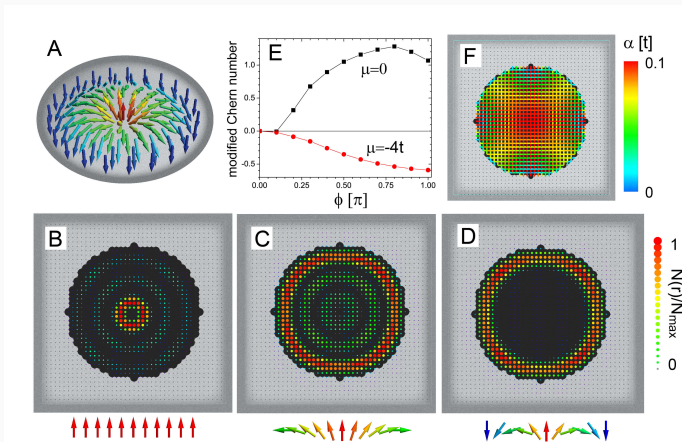 A
E
modified Chern number
1.0
0.5
0.0
-0.5
μ=0
μ=-4t
0.00
0.25
0.50
0.75
1.00
ϕ [π]
F
α [t]
0.1
0
B
C
D
1
0
N(r)/Nmax